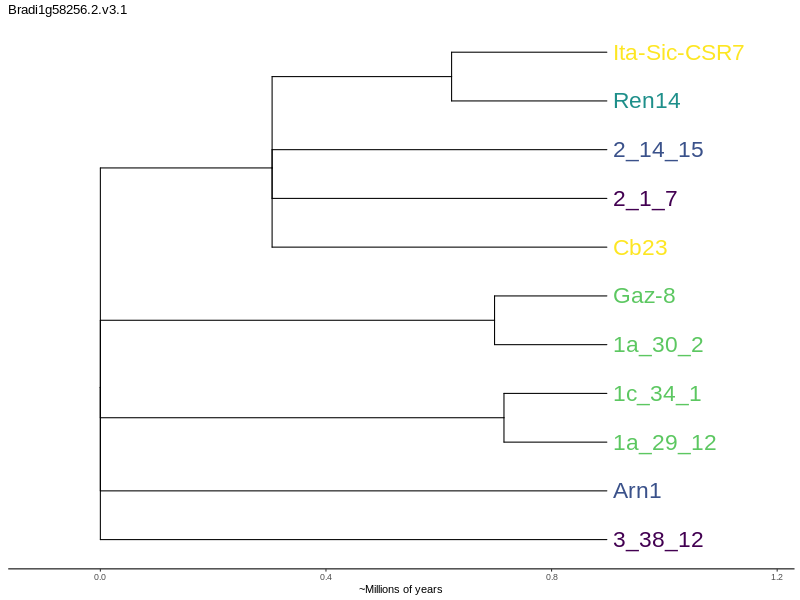 Bradi1g58256.2.v3.1
Ita-Sic-CSR7
Ren14
2_14_15
2_1_7
Cb23
Gaz-8
1a_30_2
1c_34_1
1a_29_12
Arn1
3_38_12
0.0 0.4 0.8 1.2
~Millions of years